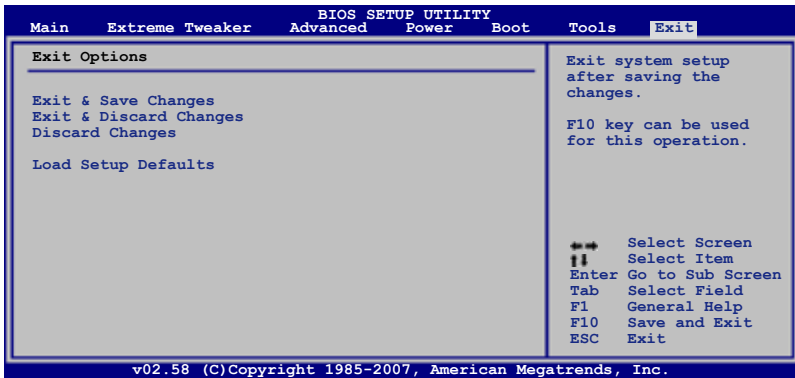 BIOS SETUP UTILITY
Main Extreme Tweaker Advanced Power Boot Tools Exit
Exit Options
Exit & Save Changes
Exit & Discard Changes
Discard Changes
Load Setup Defaults
Exit system setup
after saving the
changes.
F10 key can be used
for this operation.
Select Screen
Select Item
Enter Go to Sub Screen
Tab Select Field
F1 General Help
F10 Save and Exit
ESC Exit
v02.58 (C)Copyright 1985-2007, American Megatrends, Inc.